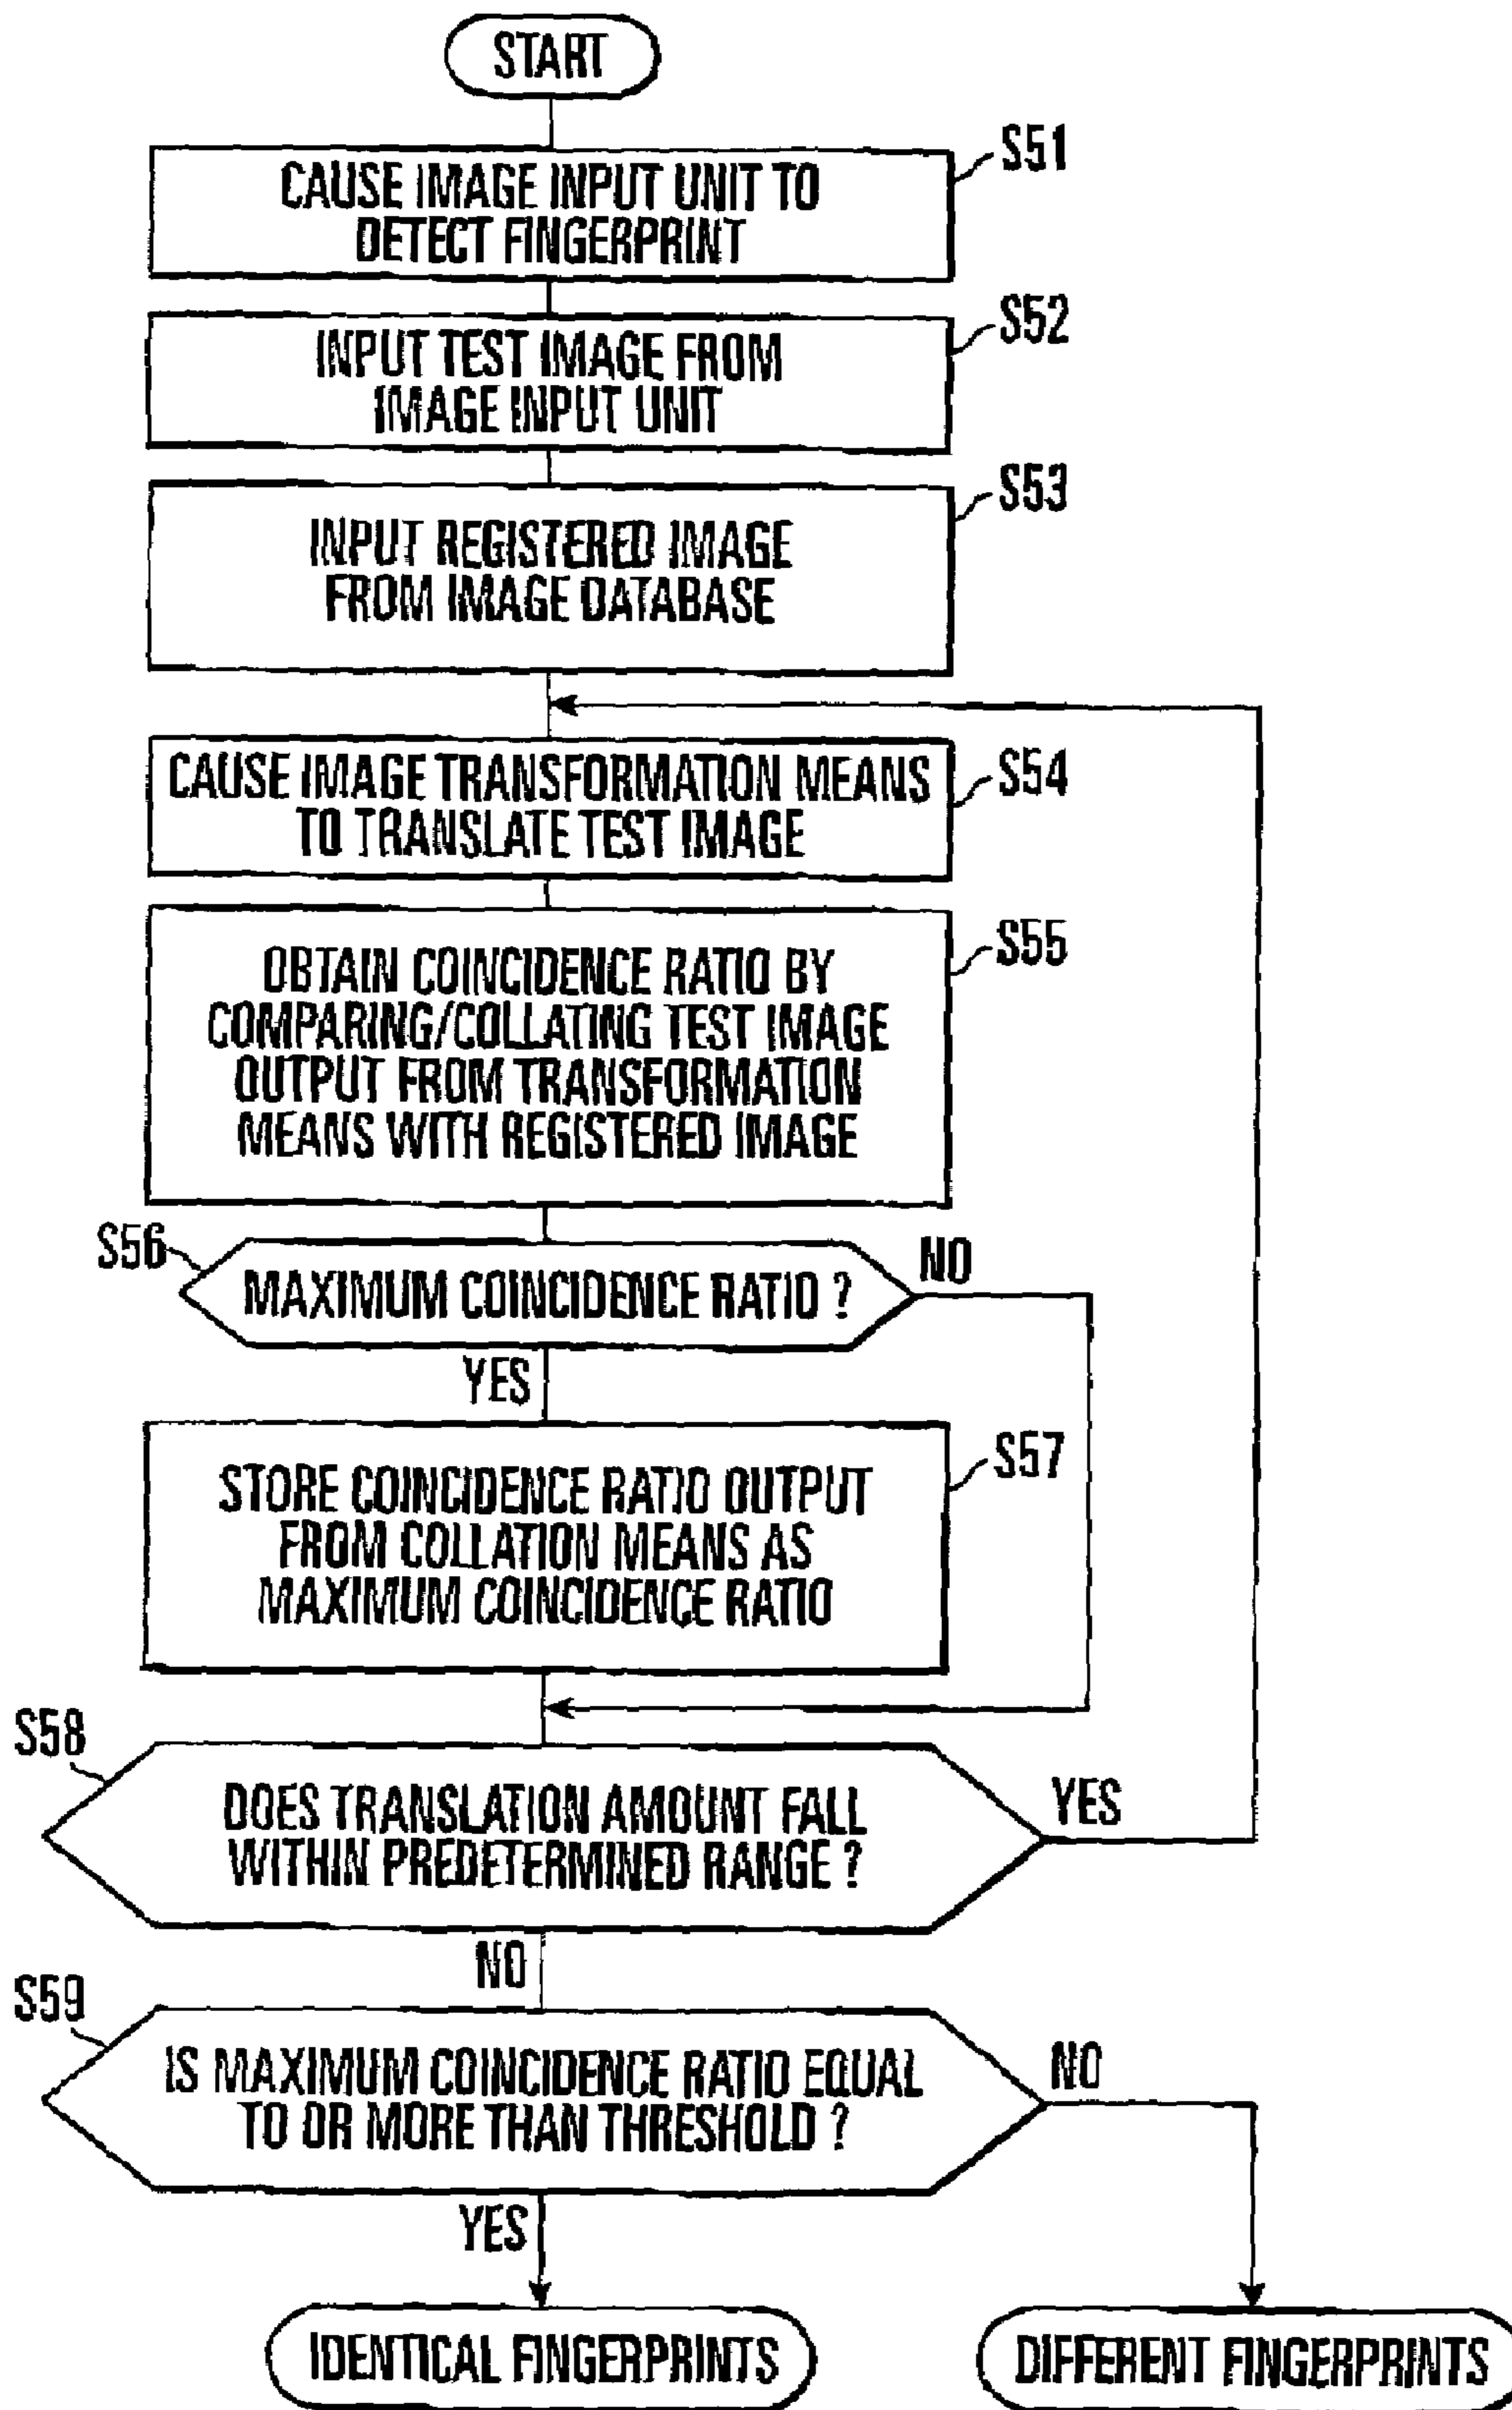 START
S51
CAUSE IMAGE INPUT UNIT TO
DETECT FINGERPRINT
S52
INPUT TEST IMAGE FROM
IMAGE INPUT UNIT
S53
INPUT REGISTERED IMAGE
FROM IMAGE DATABASE
S54
CAUSE IMAGE TRANSFORMATION MEANS
TO TRANSLATE TEST IMAGE
S55
OBTAIN COINCIDENCE RATIO BY
COMPARING/COLLATING TEST IMAGE
OUTPUT FROM TRANSFORMATION
MEANS WITH REGISTERED IMAGE
S56
MAXIMUM COINCIDENCE RATIO ?
NO
YES
S57
STORE COINCIDENCE RATIO OUTPUT
FROM COLLATION MEANS AS
MAXIMUM COINCIDENCE RATIO
S58
DOES TRANSLATION AMOUNT FALL
WITHIN PREDETERMINED RANGE ?
YES
NO
S59
IS MAXIMUM COINCIDENCE RATIO EQUAL
TO OR MORE THAN THRESHOLD ?
NO
YES
IDENTICAL FINGERPRINTS
DIFFERENT FINGERPRINTS